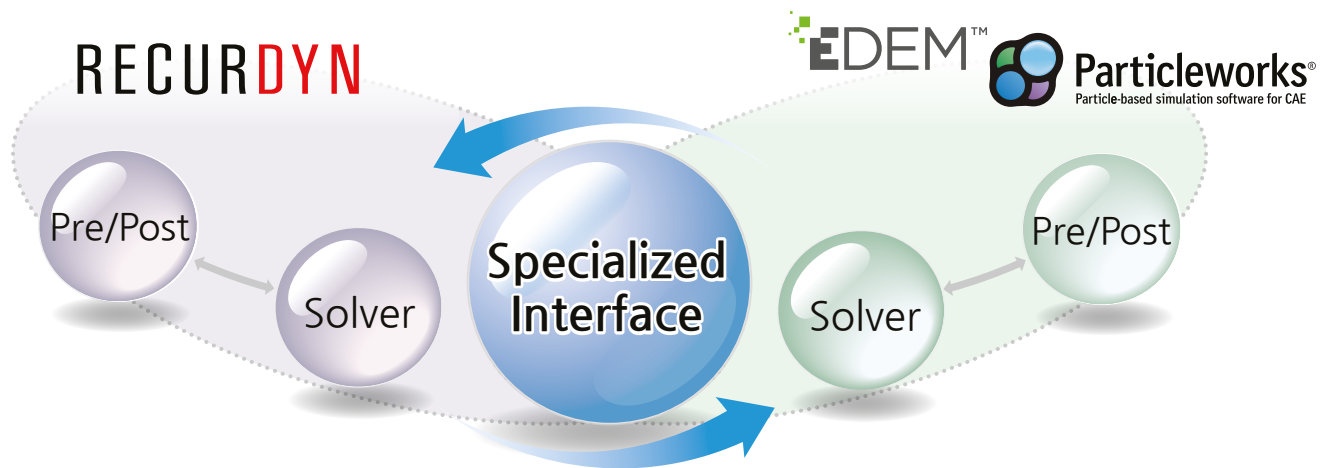 RECURDYN
EDEM™
Particleworks®
Particle-based simulation software for CAE
Pre/Post
Solver
Specialized
Interface
Solver
Pre/Post